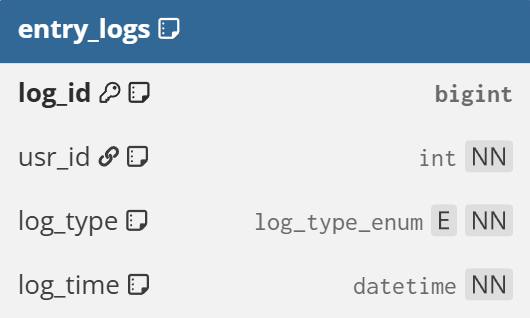 entry_logs
log_id bigint
usr_id int NN
log_type log_type_enum E NN
log_time datetime NN